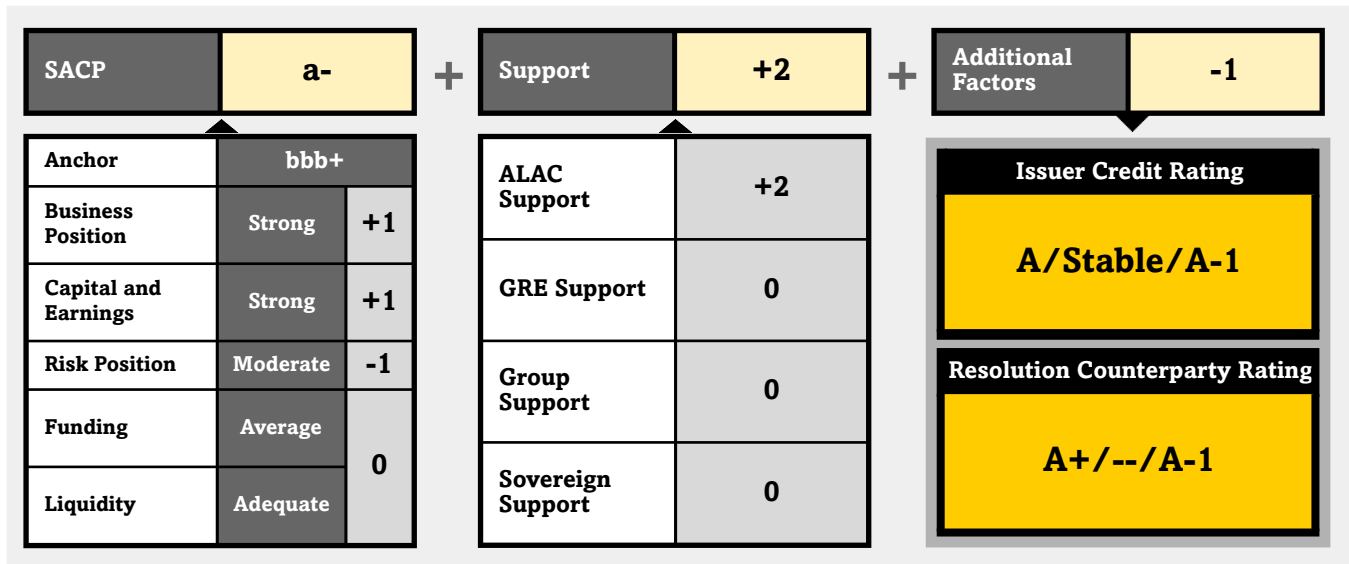 SACP
a-
+
Support
+2
+
Additional
Factors
-1
Anchor
bbb+
Business
Position
Strong
+1
Capital and
Earnings
Strong
+1
Risk Position
Moderate
-1
Funding
Average
0
Liquidity
Adequate
ALAC
Support
+2
GRE Support
0
Group
Support
0
Sovereign
Support
0
Issuer Credit Rating
A/Stable/A-1
Resolution Counterparty Rating
A+/--/A-1